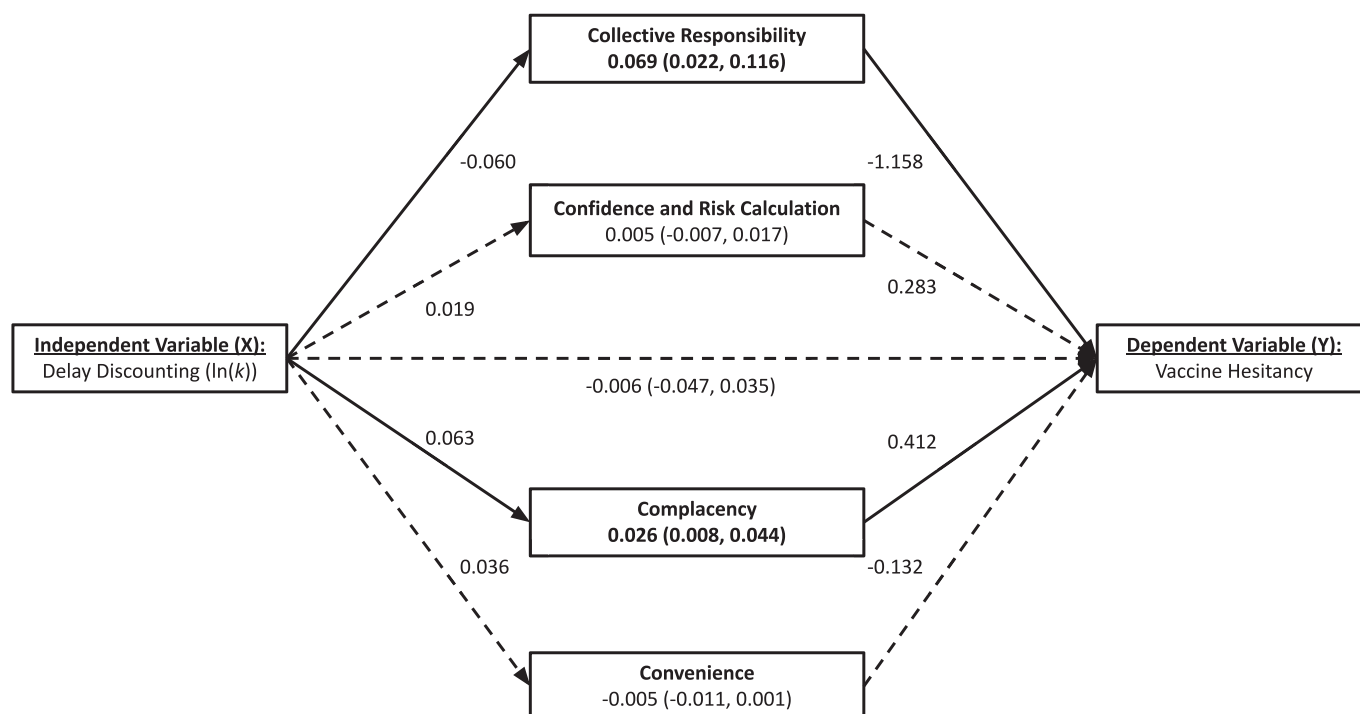 Collective Responsibility
0.069 (0.022, 0.116)
-0.060
-1.158
Confidence and Risk Calculation
0.005 (-0.007, 0.017)
0.019
0.283
Independent Variable (X):
Delay Discounting (ln(k))
Dependent Variable (Y):
Vaccine Hesitancy
-0.006 (-0.047, 0.035)
0.063
0.412
Complacency
0.026 (0.008, 0.044)
0.036
-0.132
Convenience
-0.005 (-0.011, 0.001)